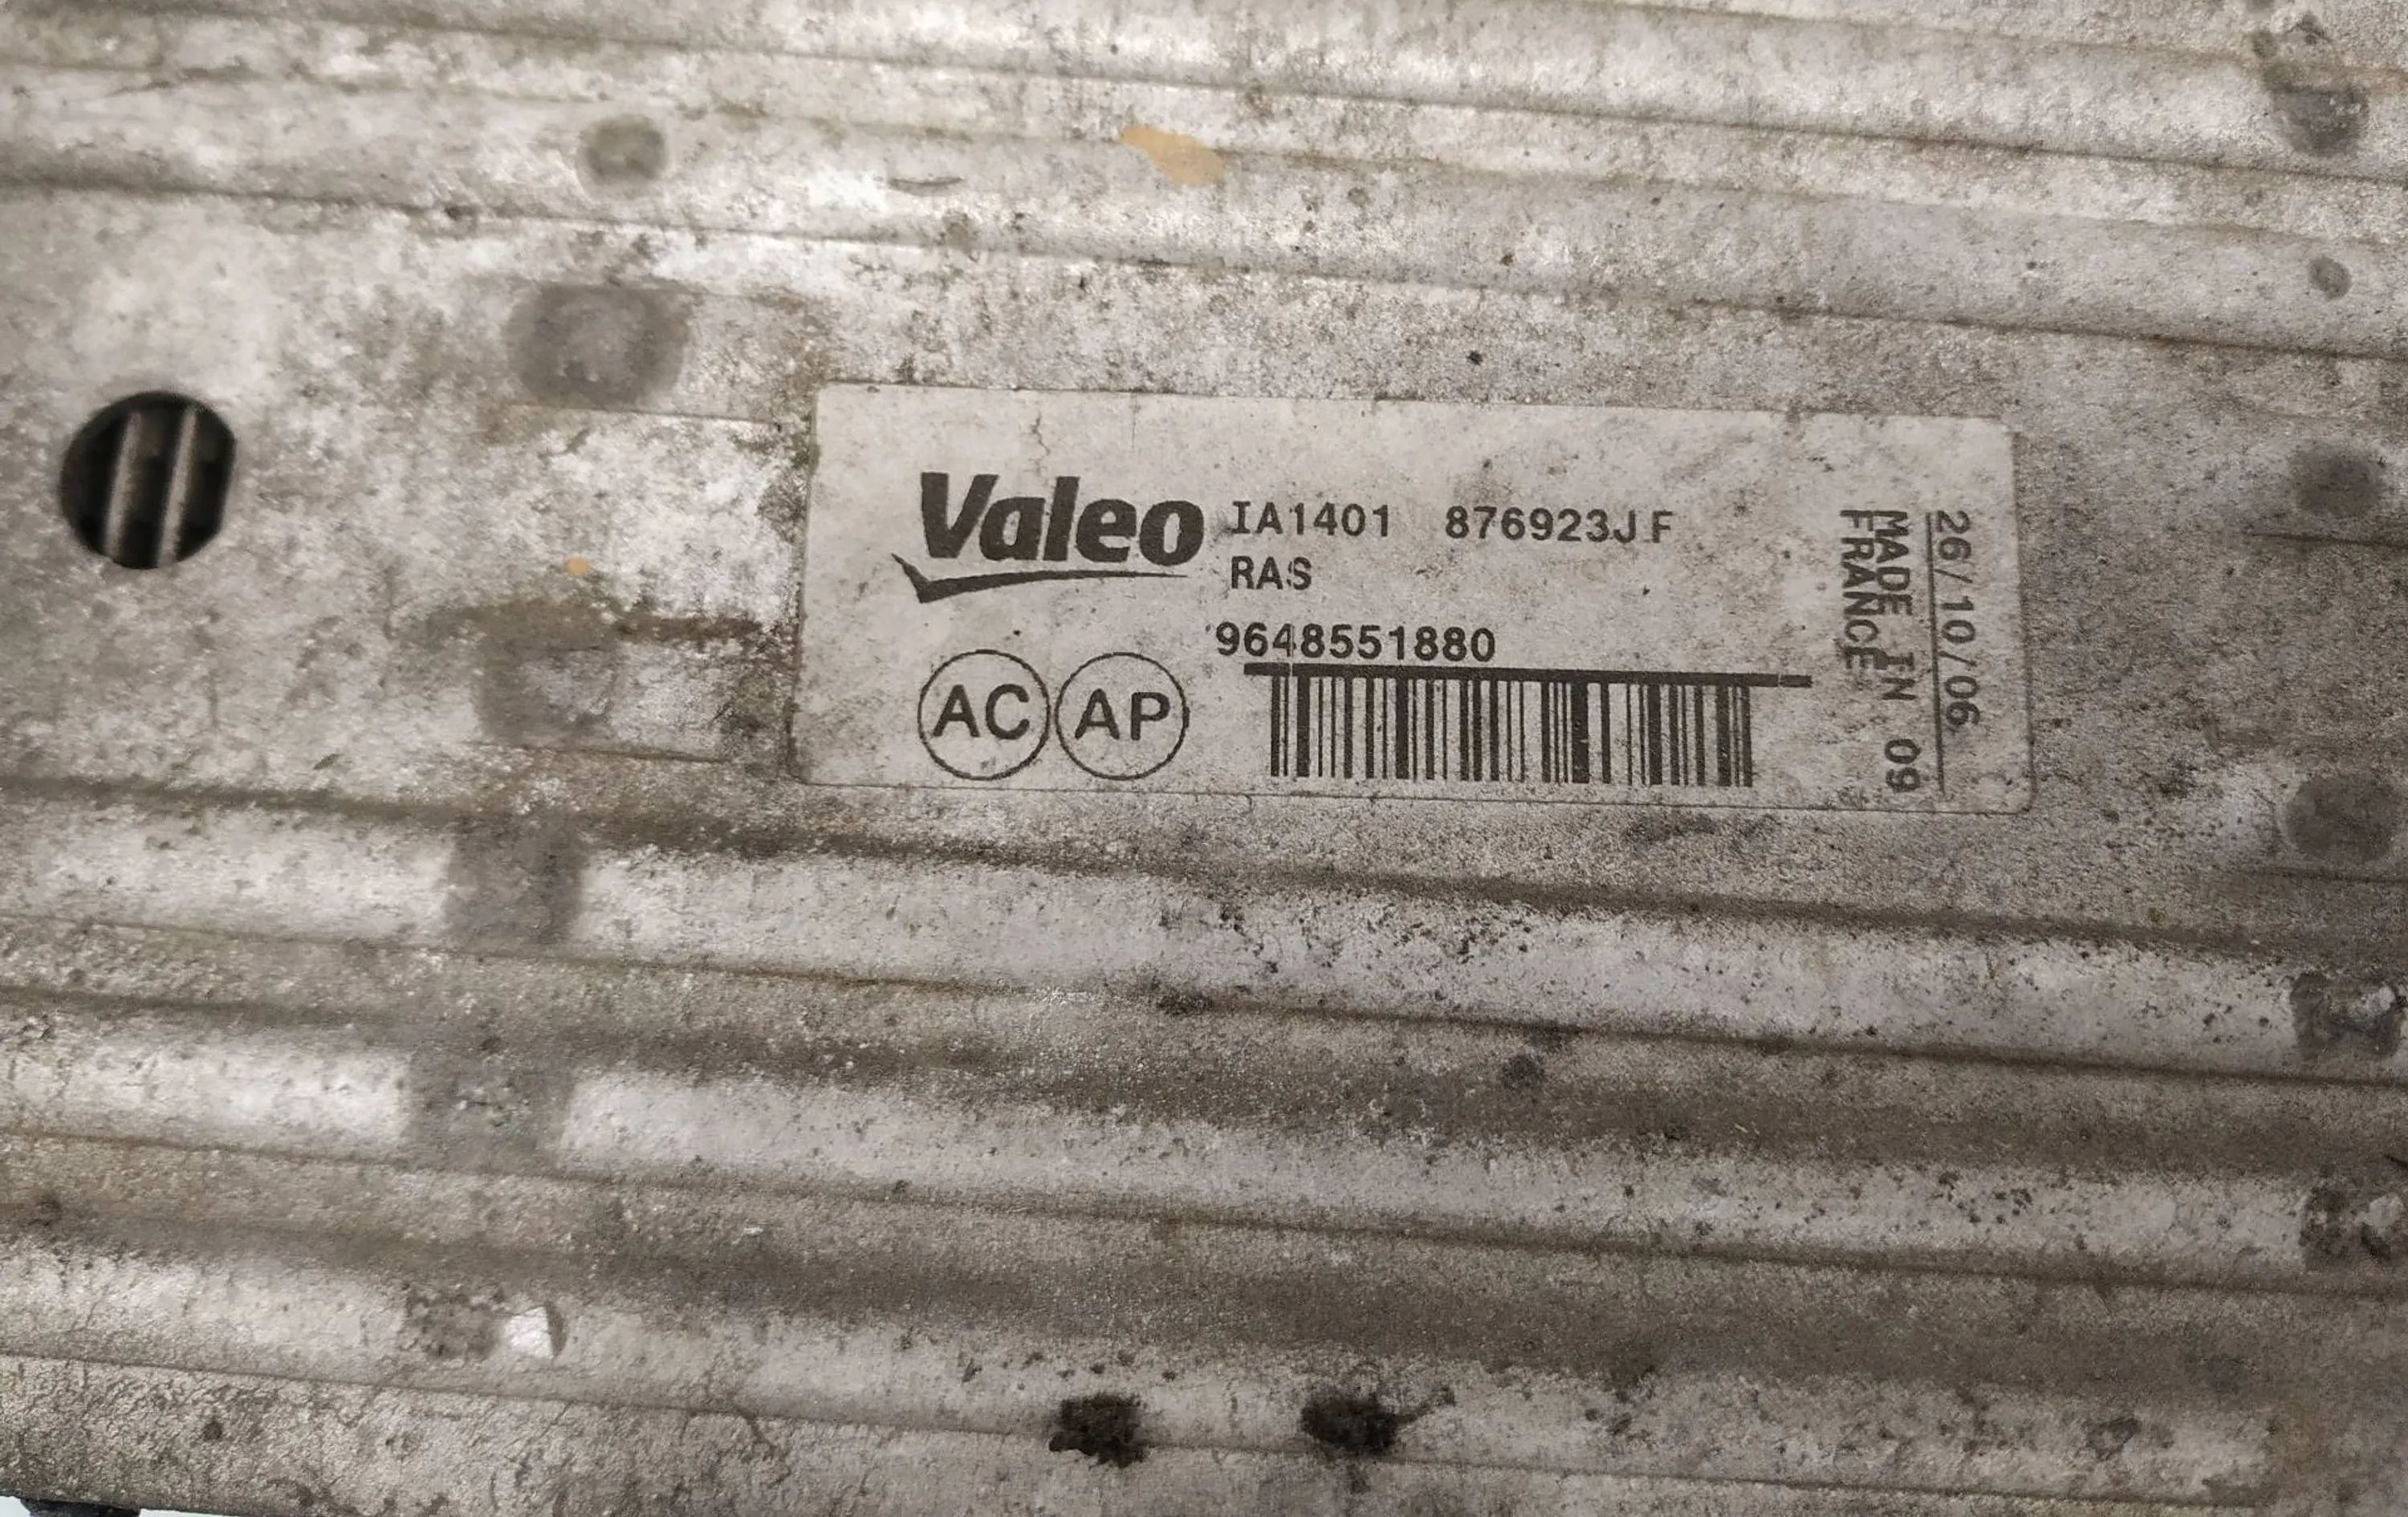 Valeo IA1401 876923JF
RAS
9648551880
AC AP
26/10/06
MADE IN 09
FRANCE